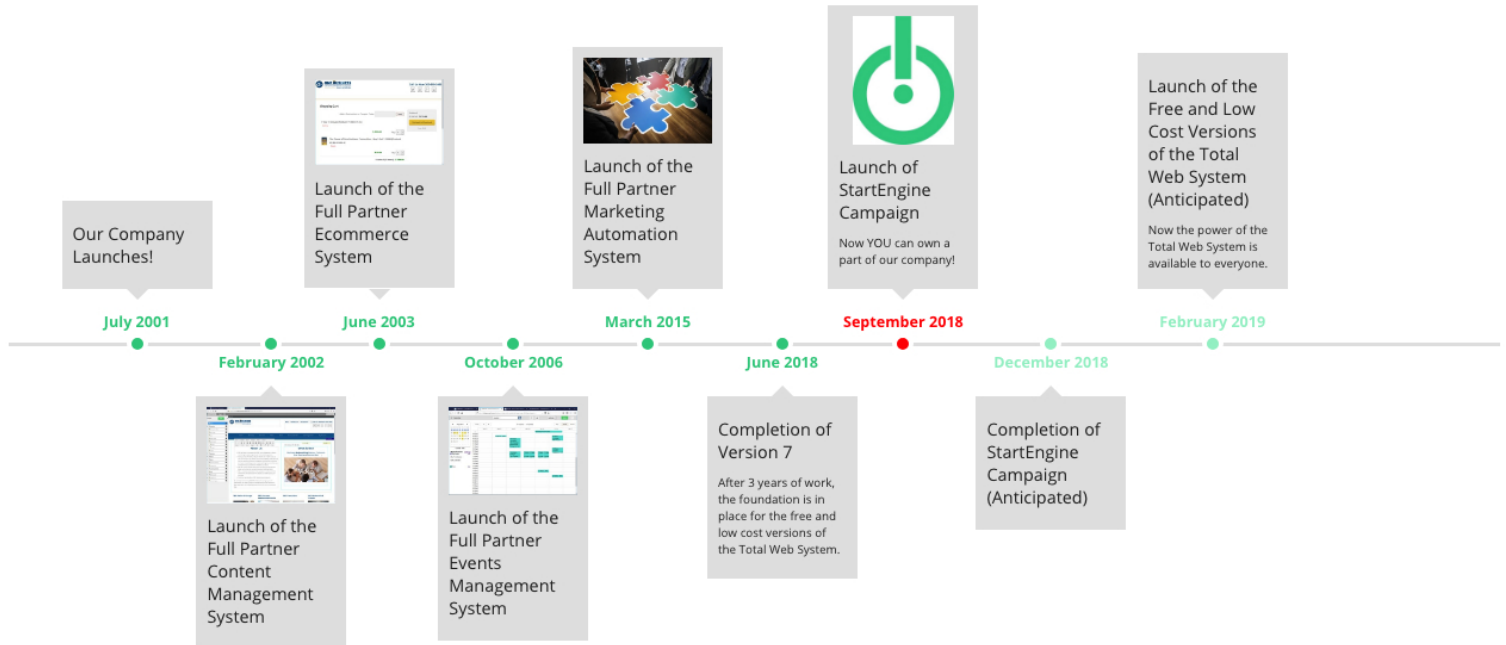 Our Company
Launches!
July 2001
February 2002
Launch of the
Full Partner
Content
Management
System
Launch of the
Full Partner
Ecommerce
System
June 2003
October 2006
Launch of the
Full Partner
Events
Management
System
Launch of the
Full Partner
Marketing
Automation
System
March 2015
June 2018
Completion of
Version 7
After 3 years of work,
the foundation is in
place for the free and
low cost versions of
the Total Web System.
Launch of
StartEngine
Campaign
Now YOU can own a
part of our company!
September 2018
December 2018
Completion of
StartEngine
Campaign
(Anticipated)
Launch of the
Free and Low
Cost Versions
of the Total
Web System
(Anticipated)
Now the power of the
Total Web System is
available to everyone.
February 2019